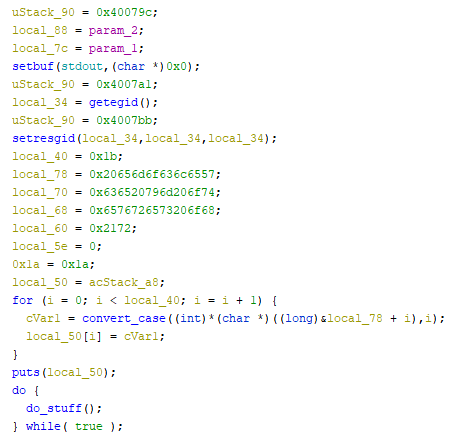 uStack_90 = 0x40079c;
local_88 = param_2;
local_7c = param_1;
setbuf(stdout,(char *)0x0);
uStack_90 = 0x4007a1;
local_34 = getegid();
uStack_90 = 0x4007bb;
setresgid(local_34,local_34,local_34);
local_40 = 0x1b;
local_78 = 0x20656d6f636c6557;
local_70 = 0x636520796d206f74;
local_68 = 0x6576726573206f68;
local_60 = 0x2172;
local_5e = 0;
0x1a = 0x1a;
local_50 = acStack_a8;
for (i = 0; i < local_40; i = i + 1) {
cVar1 = convert_case((int)*(char *)((long)&local_78 + i),i);
local_50[i] = cVar1;
}
puts(local_50);
do {
do_stuff();
} while( true );